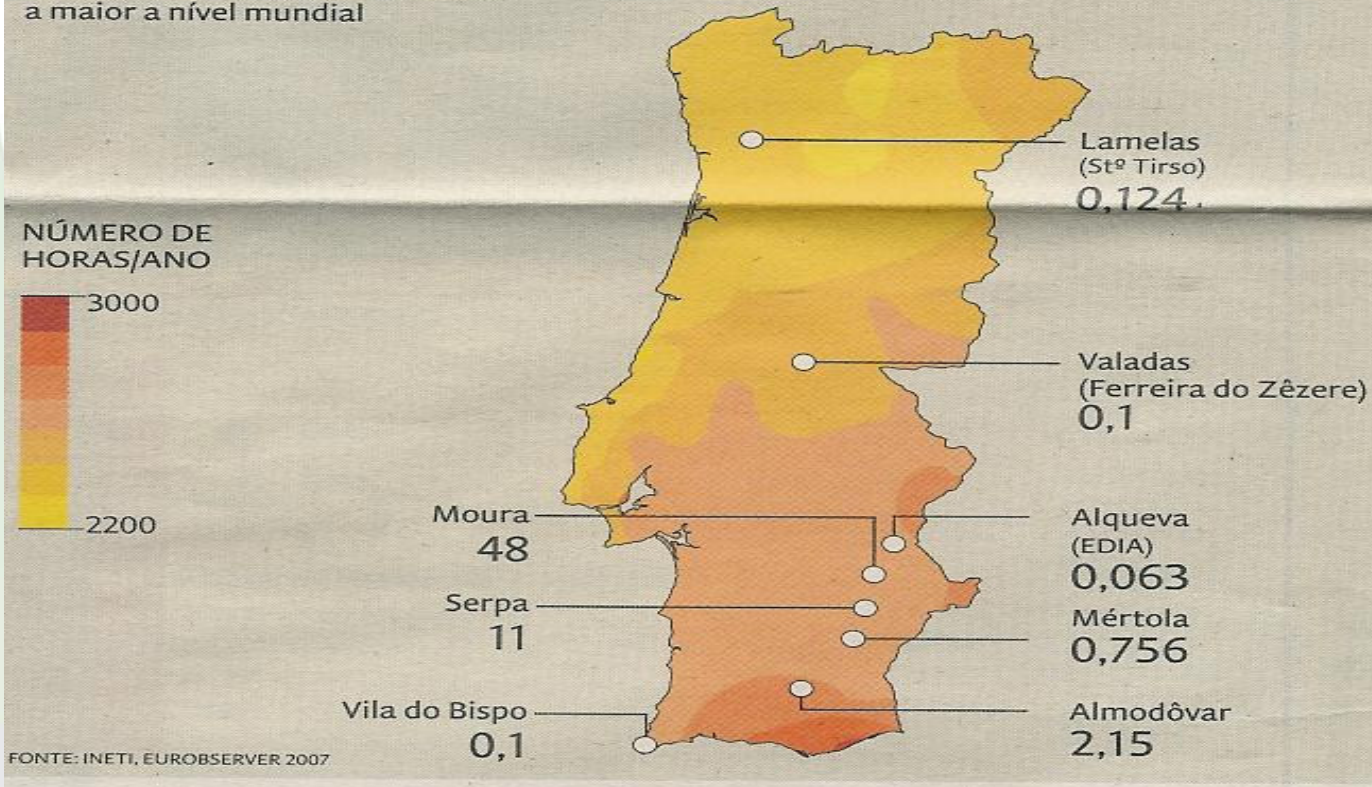 a maior a nível mundial
NÚMERO DE
HORAS/ANO
3000
2200
Lamelas
(Stº Tirso)
0,124
Valadas
(Ferreira do Zêzere)
0,1
Moura
48
Alqueva
(EDIA)
0,063
Serpa
11
Mértola
0,756
Vila do Bispo
0,1
Almodôvar
2,15
FONTE: INETI, EUROBSERVER 2007